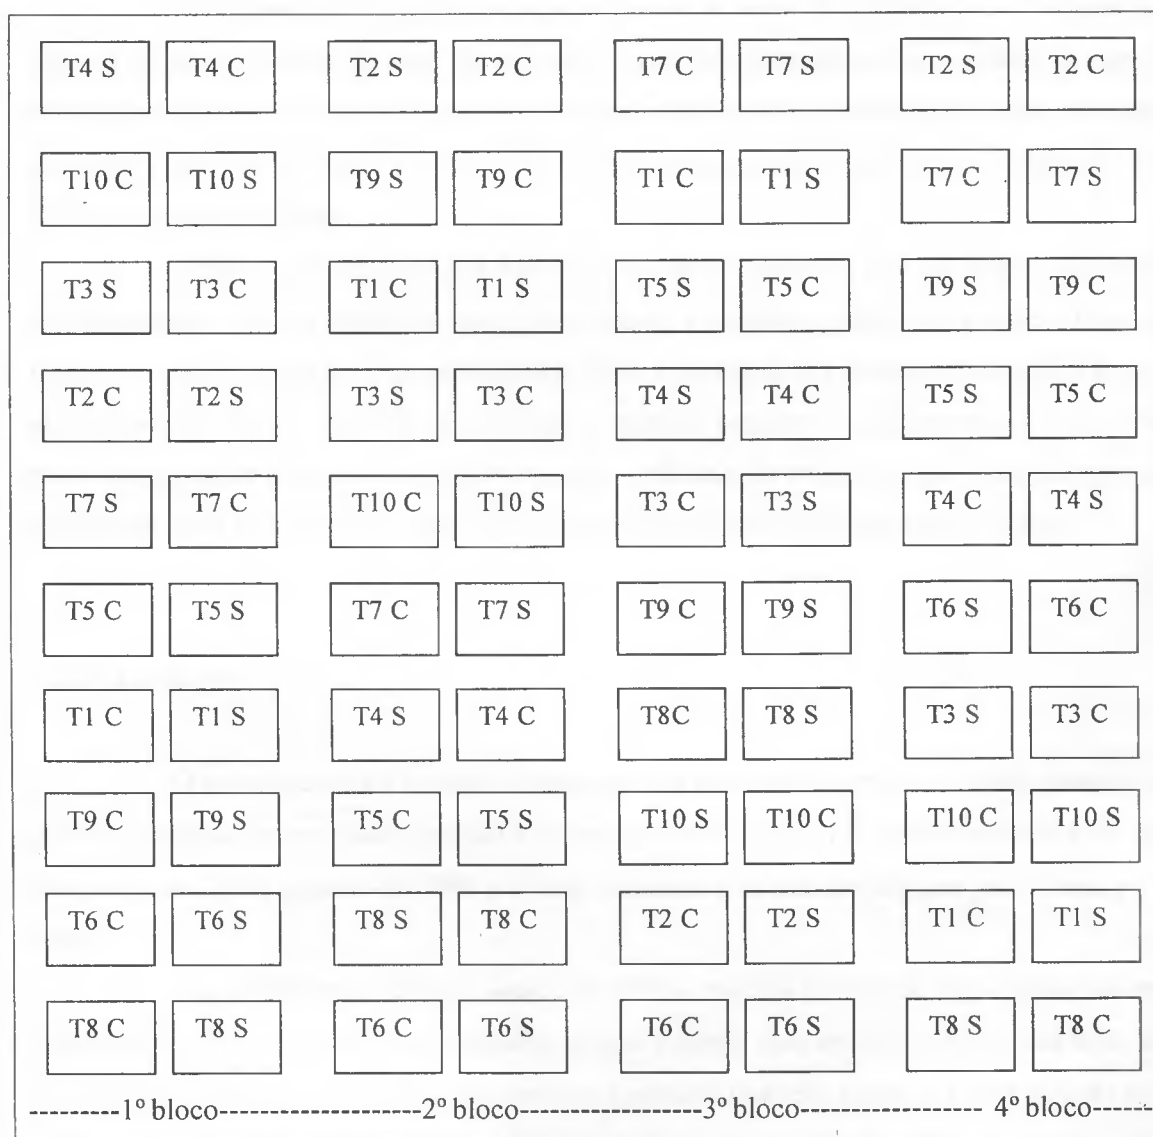 T4 S T4 C T2 S T2 C T7 C T7 S T2 S T2 C
T10 C T10 S T9 S T9 C T1 C T1 S T7 C T7 S
T3 S T3 C T1 C T1 S T5 S T5 C T9 S T9 C
T2 C T2 S T3 S T3 C T4 S T4 C T5 S T5 C
T7 S T7 C T10 C T10 S T3 C T3 S T4 C T4 S
T5 C T5 S T7 C T7 S T9 C T9 S T6 S T6 C
T1 C T1 S T4 S T4 C T8C T8 S T3 S T3 C
T9 C T9 S T5 C T5 S T10 S T10 C T10 C T10 S
T6 C T6 S T8 S T8 C T2 C T2 S T1 C T1 S
T8 C T8 S T6 C T6 S T6 C T6 S T8 S T8 C
---------1º bloco--------------------2º bloco------------------3º bloco-------------------4º bloco------